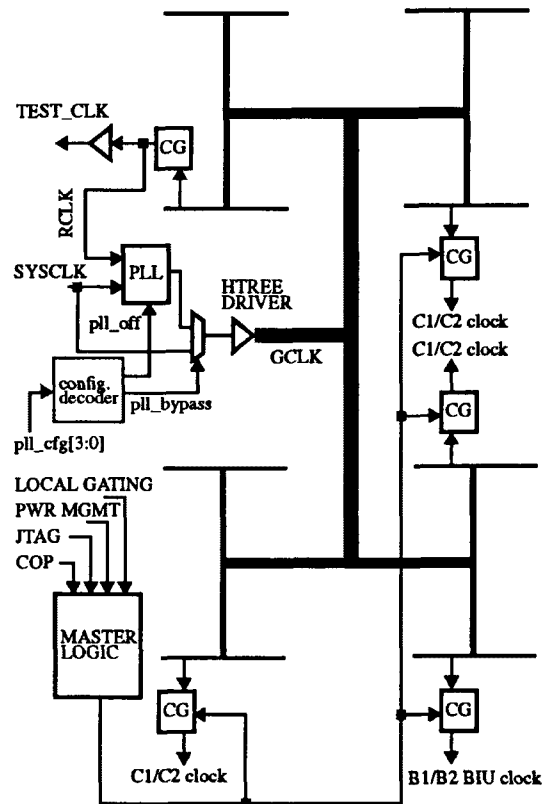 TEST_CLK
CG
RCLK
SYSCLK
PLL
HTREE
DRIVER
CG
pll_off
C1/C2 clock
GCLK
C1/C2 clock
config.
decoder
pll_bypass
CG
pll_cfg[3:0]
LOCAL GATING
PWR MGMT
JTAG
COP
MASTER
LOGIC
CG
CG
C1/C2 clock
B1/B2 BIU clock